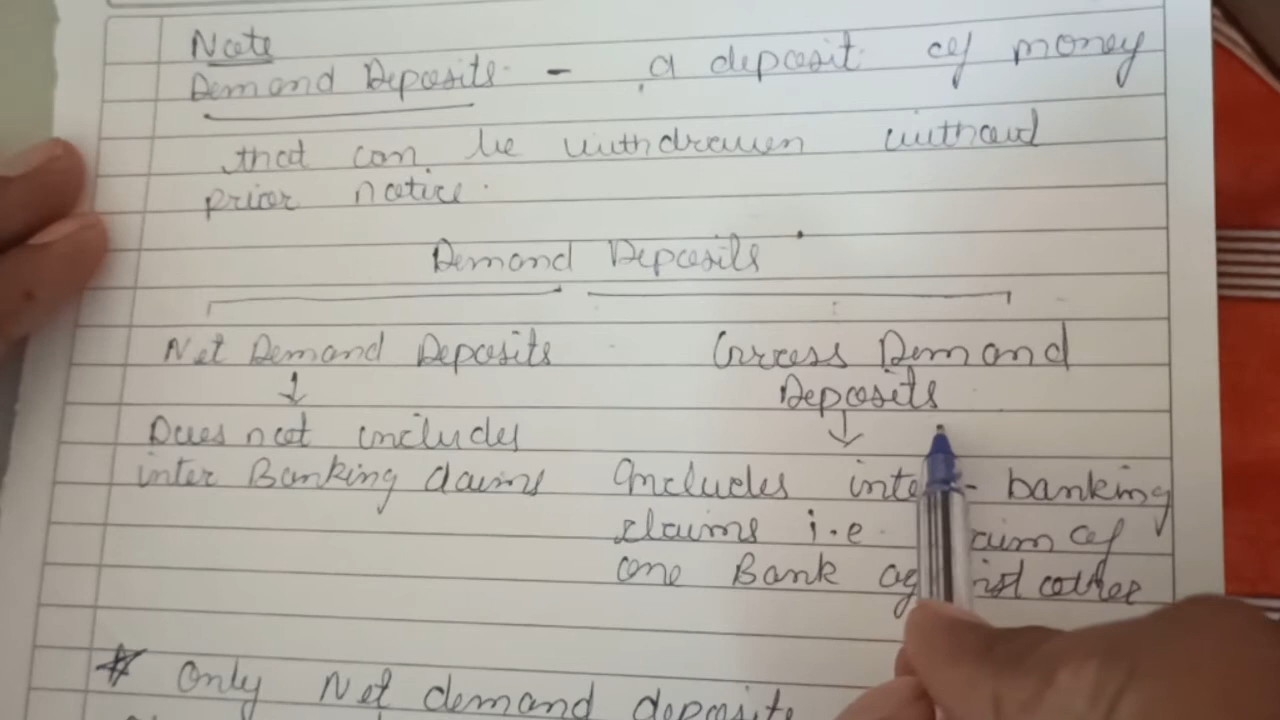 Note
Demand Deposits - a deposit of money
that can be withdrawn without
prior notice.
Demand Deposits
Net Demand Deposits
Does not includes
inter Banking claims
Gross Demand
Deposits
Includes inter-banking
claims i.e
of
one Bank against other
* Only Net demand deposits